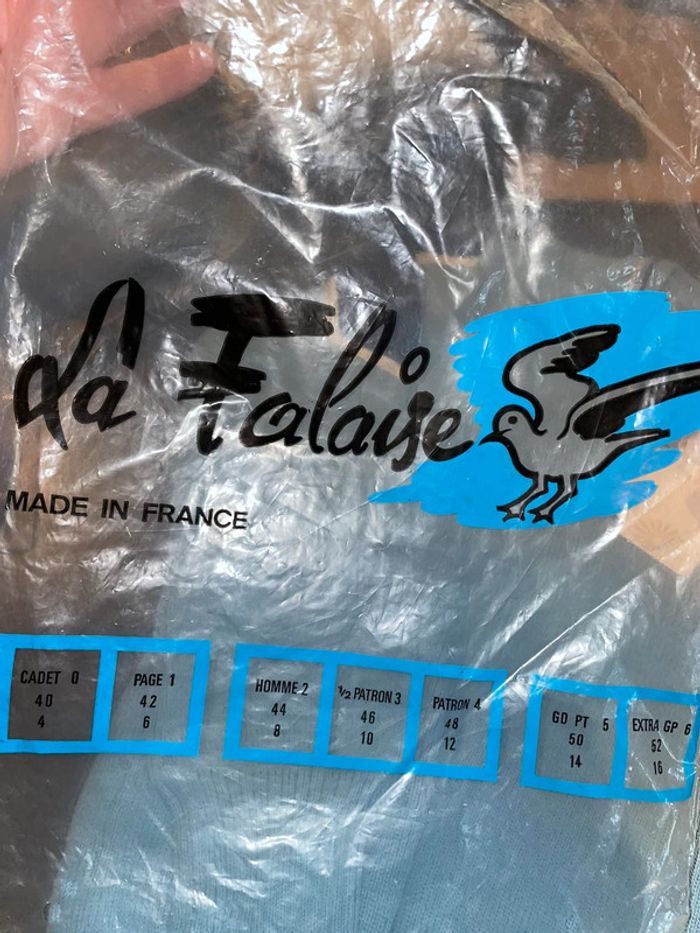 La Falaise
MADE IN FRANCE
CADET 0
40
4
PAGE 1
42
6
HOMME 2
44
8
1/2 PATRON 3
46
10
PATRON 4
48
12
GD PT 5
50
14
EXTRA GP 6
52
16